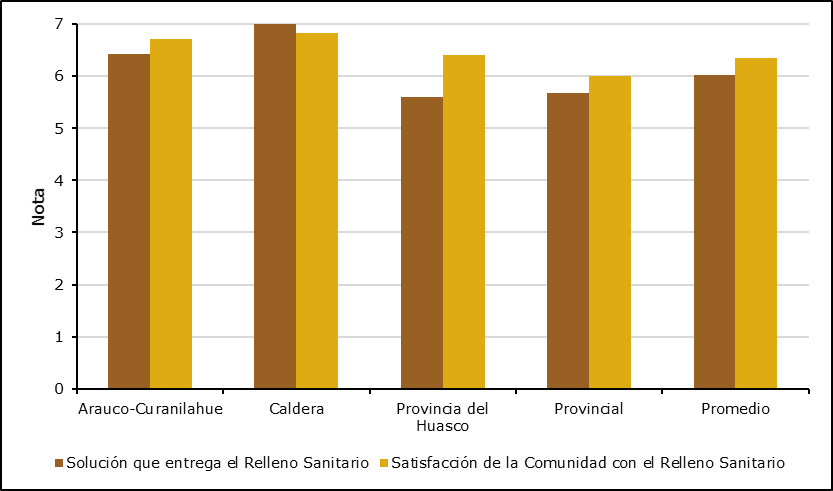 7
6
5
4
3
2
1
0
Nota
Arauco-Curanilahue
Caldera
Provincia del
Huasco
Provincial
Promedio
Solución que entrega el Relleno Sanitario
Satisfacción de la Comunidad con el Relleno Sanitario